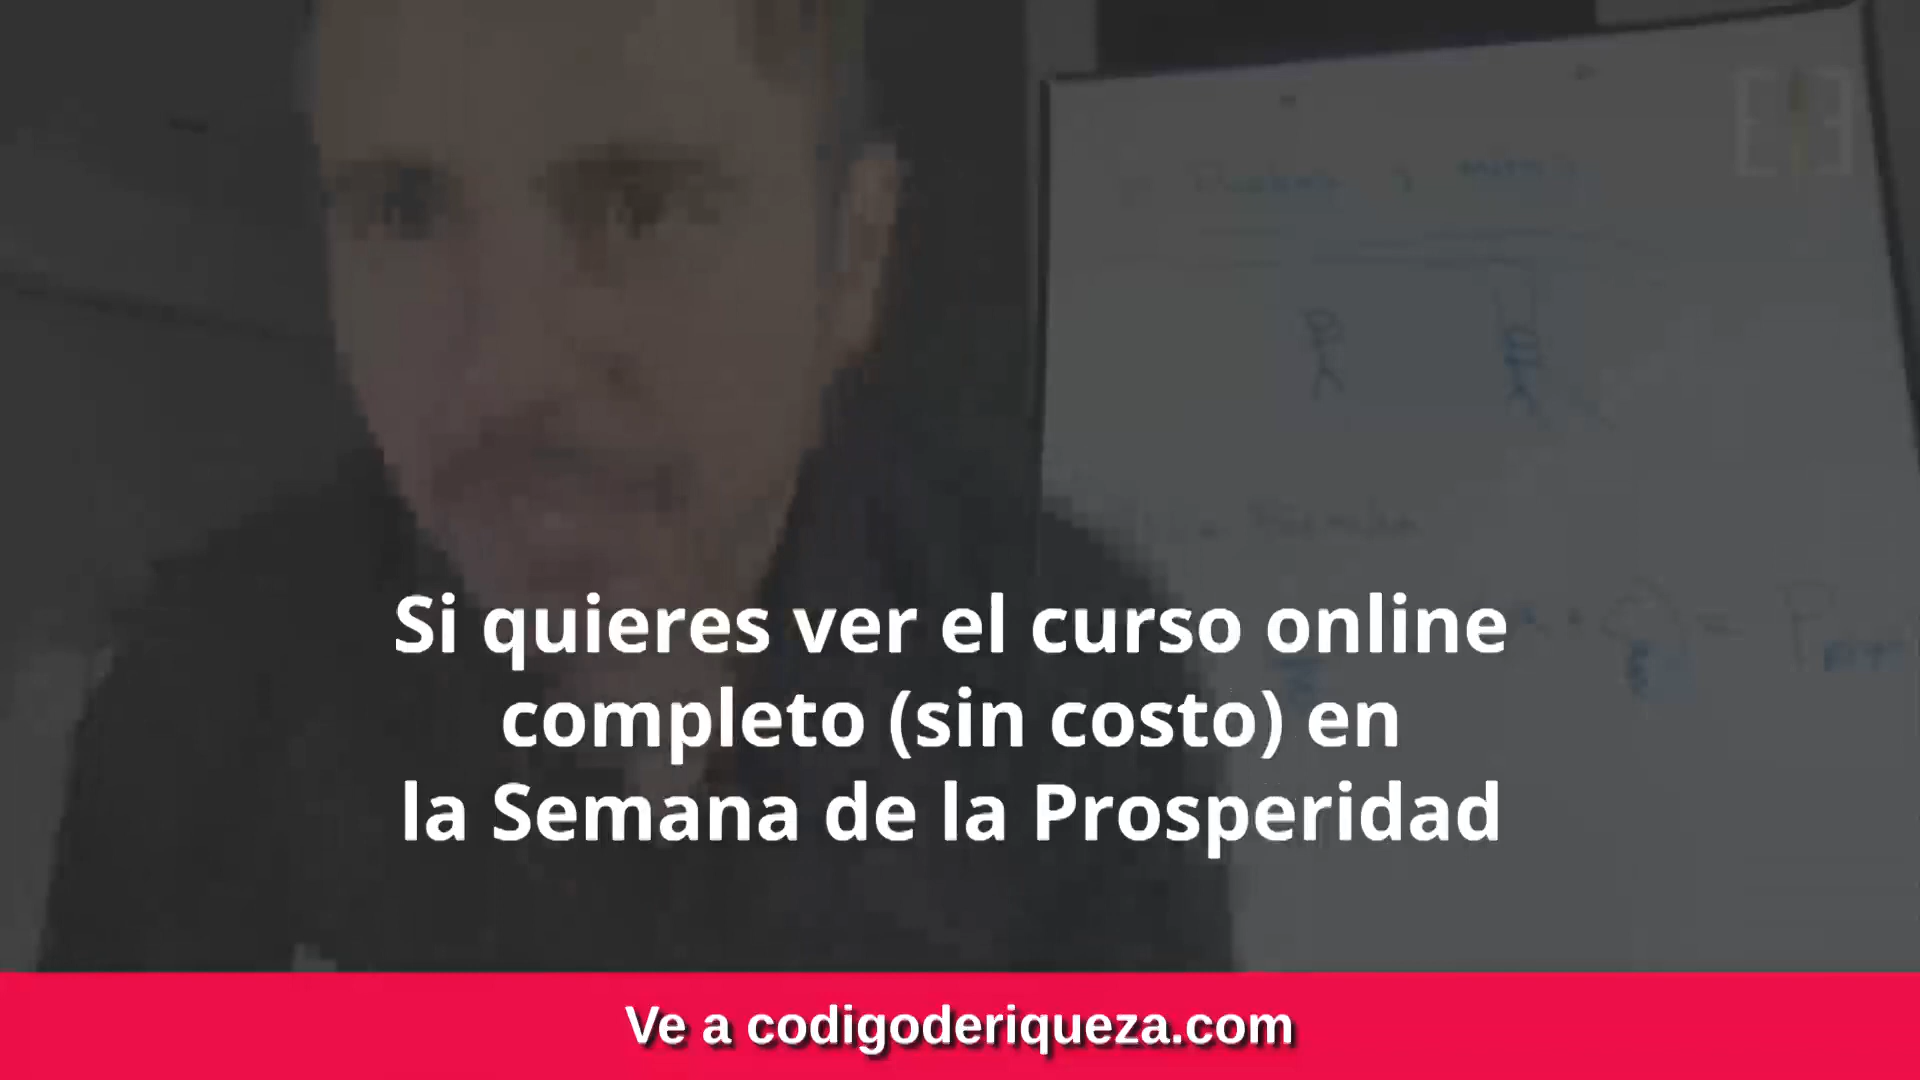 Si quieres ver el curso online
completo (sin costo) en
la Semana de la Prosperidad
Ve a codigoderiqueza.com